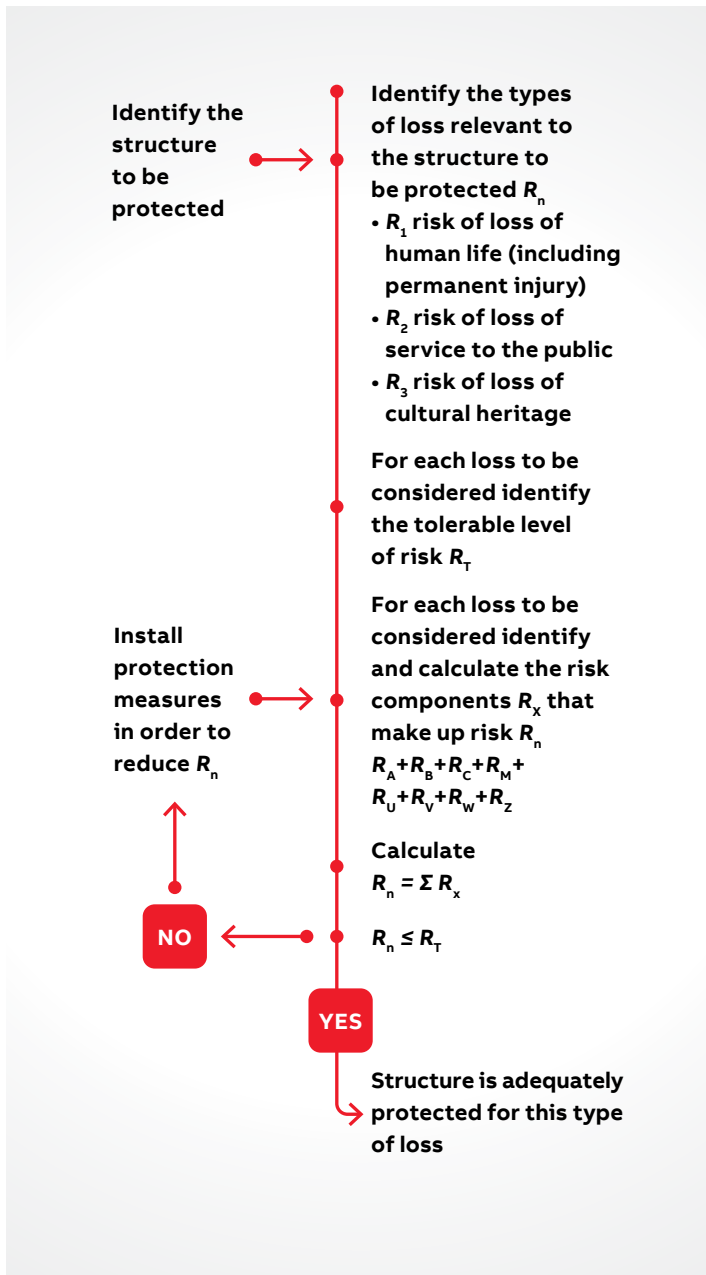 Identify the
structure
to be
protected
Identify the types
of loss relevant to
the structure to
be protected Rn
• R1 risk of loss of
human life (including
permanent injury)
• R2 risk of loss of
service to the public
• R3 risk of loss of
cultural heritage
For each loss to be
considered identify
the tolerable level
of risk RT
Install
protection
measures
in order to
reduce Rn
For each loss to be
considered identify
and calculate the risk
components RX that
make up risk Rn
RA+RB+RC+RM+
RU+RV+RW+RZ
Calculate
Rn = Σ Rx
NO
Rn ≤ RT
YES
Structure is adequately
protected for this type
of loss